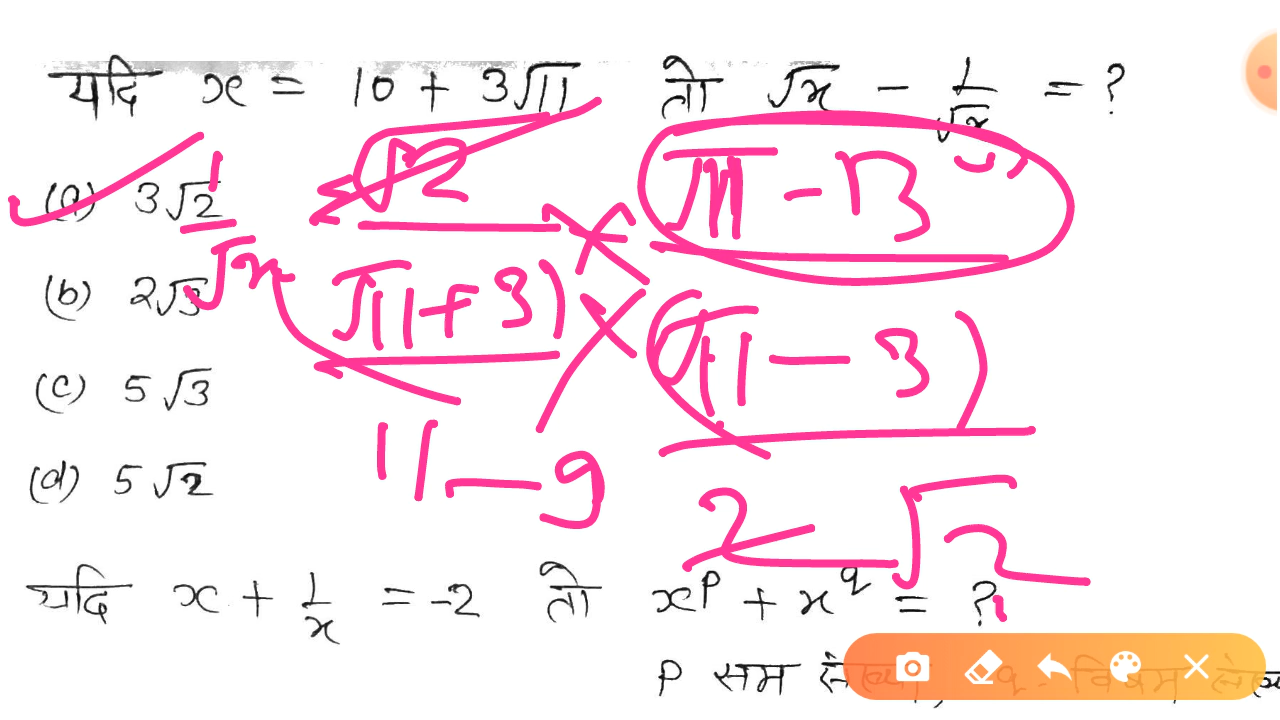 यदि x = 10 + 3√11 तो √x - 1/√x = ?
√2 √11 - 3
(a) 3√2
√x
(b) 2√3 √11 + 3) × (√11 - 3)
(c) 5√3
11 - 9
(d) 5√2 2 √2
यदि x + 1/x = -2 तो x^p + x^q = ?
P सम संख्या, q - विषम